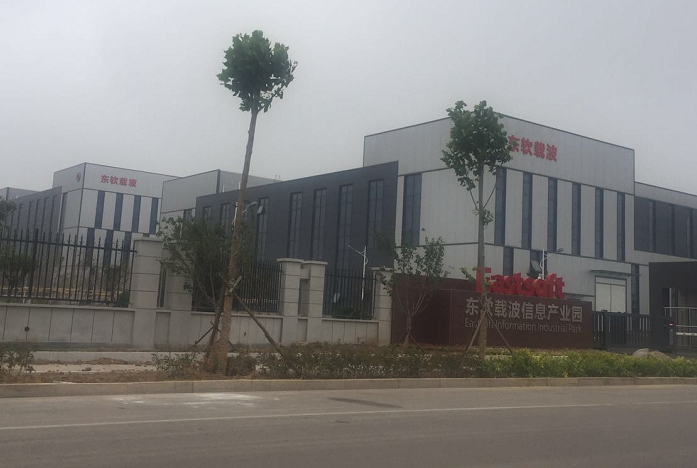 东软载波
东软载波
Eastsoft
东软载波信息产业园
Eastsoft Information Industrial Park